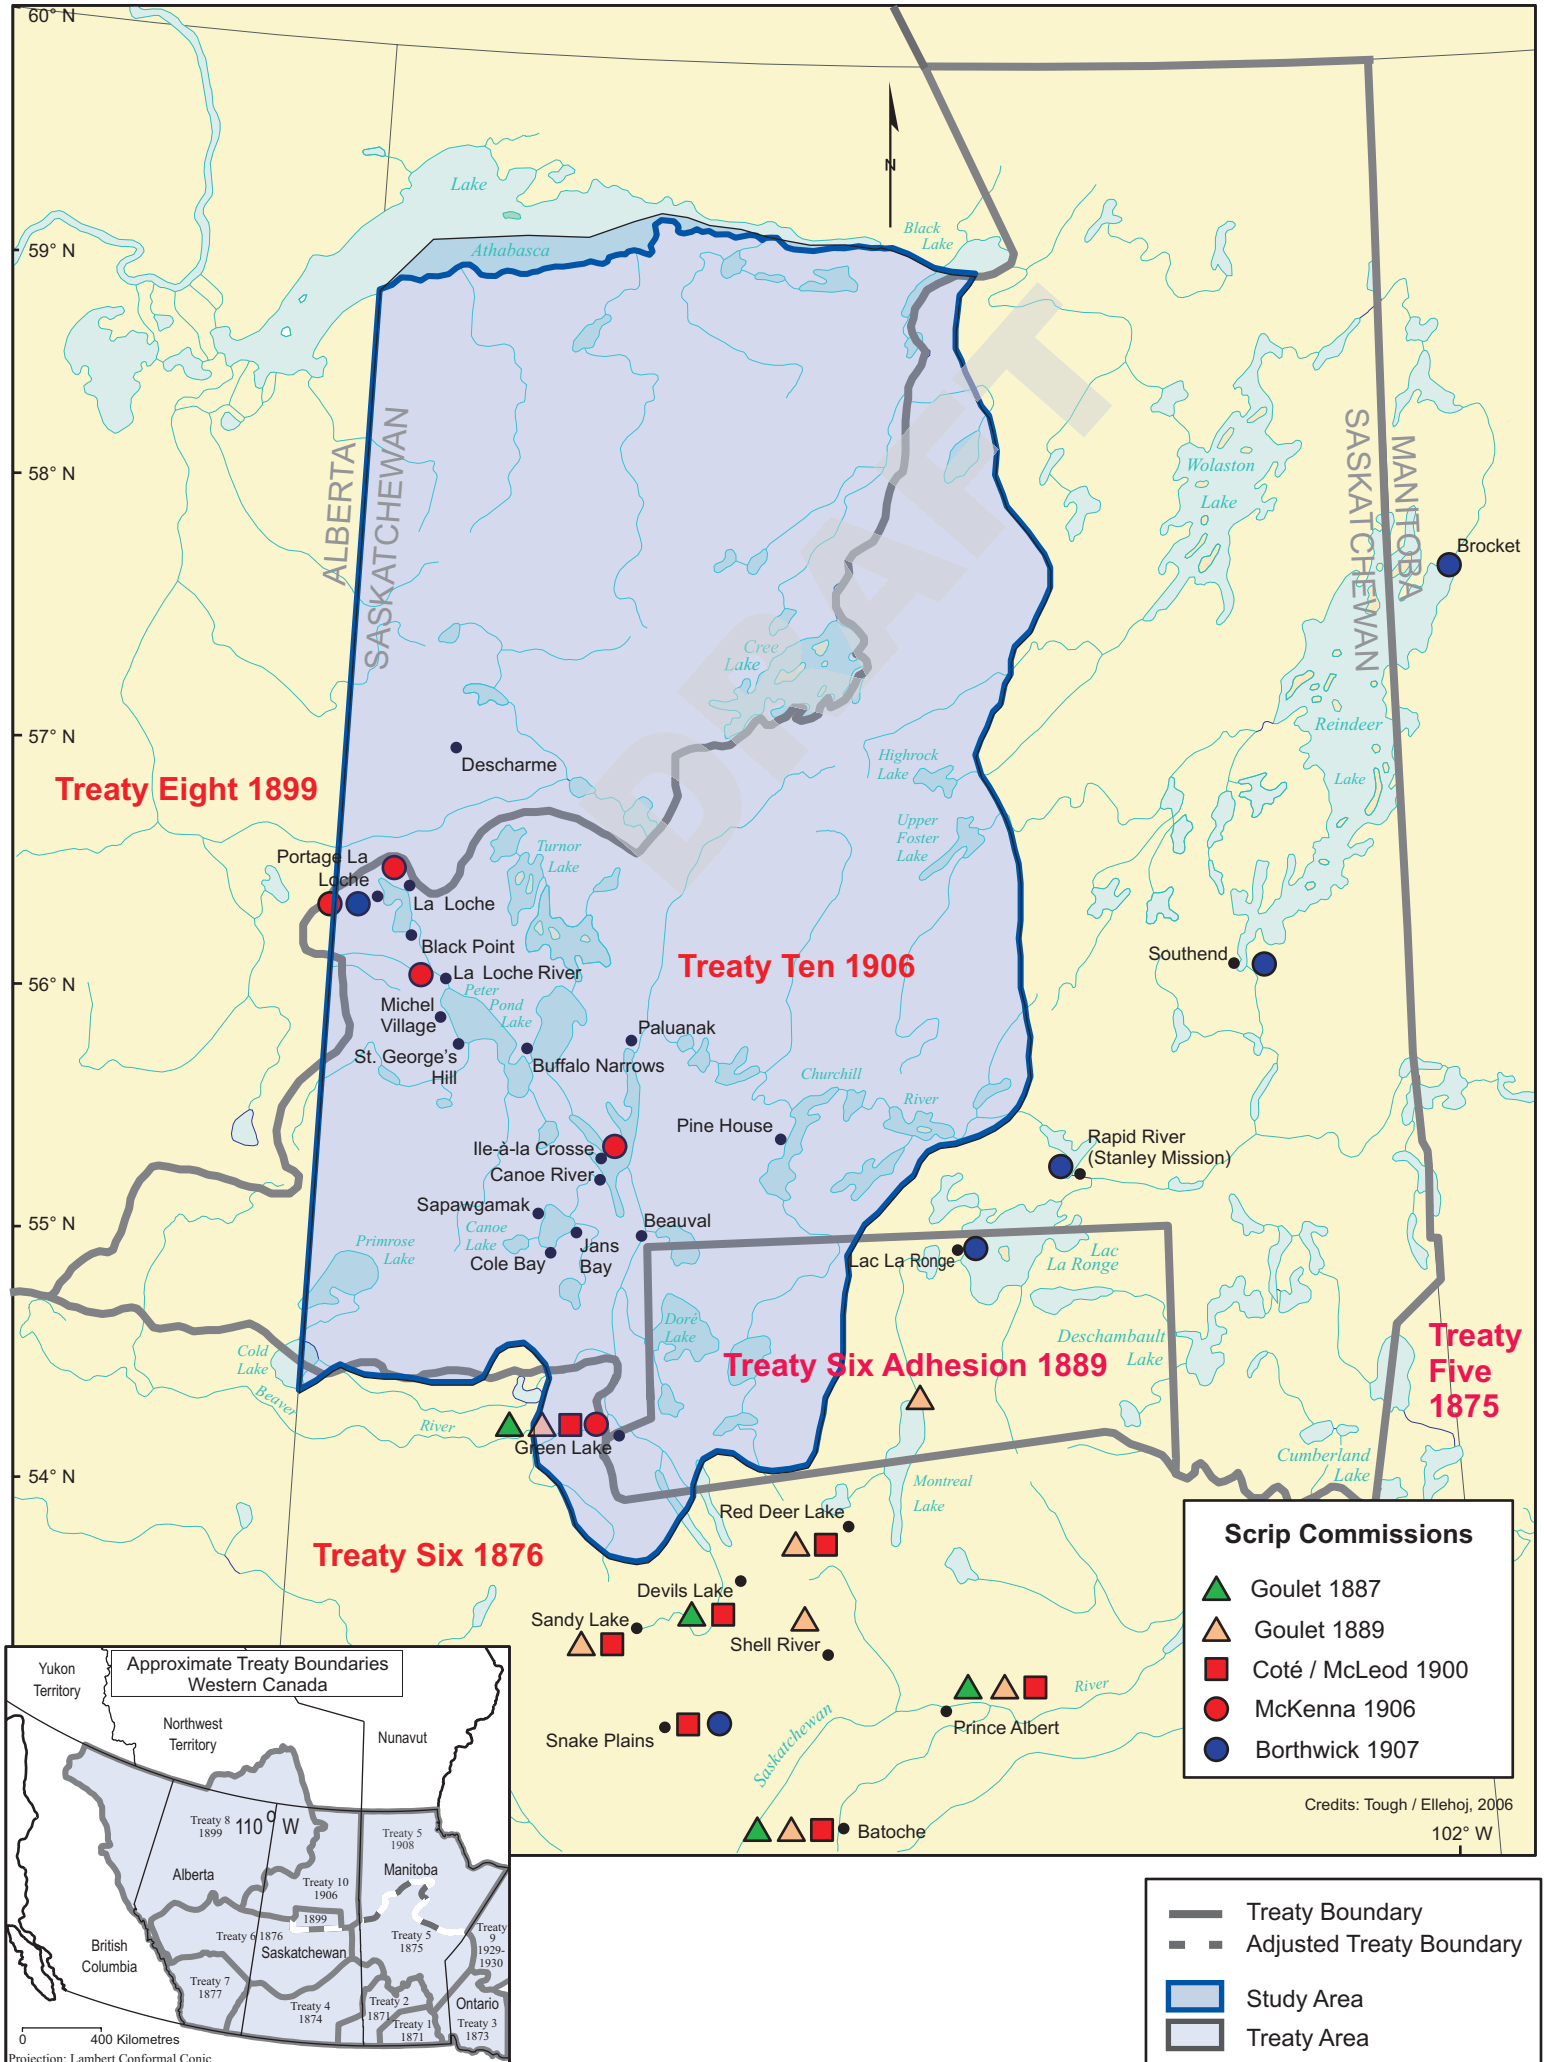 60° N
59° N
58° N
57° N
56° N
55° N
54° N
N
Lake
Athabasca
Black
Lake
ALBERTA
SASKATCHEWAN
SASKATCHEWAN
MANITOBA
DRAFT
Wolaston
Lake
Brocket
Reindeer
Lake
Cree
Lake
Descharme
Highrock
Lake
Treaty Eight 1899
Upper
Foster
Lake
Turnor
Lake
Portage La
Loche
La Loche
Black Point
La Loche River
Treaty Ten 1906
Southend
Peter
Pond
Lake
Michel
Village
St. George's
Hill
Buffalo Narrows
Paluanak
Churchill
River
Pine House
Rapid River
(Stanley Mission)
Ile-à-la Crosse
Canoe River
Sapawgamak
Canoe
Lake
Beauval
Jans
Bay
Cole Bay
Primrose
Lake
Lac La Ronge
Lac
La Ronge
Doré
Lake
Deschambault
Lake
Treaty Six Adhesion 1889
Treaty
Five
1875
Cold
Lake
Beaver
River
Green Lake
Cumberland
Lake
Montreal
Lake
Red Deer Lake
Treaty Six 1876
Devils Lake
Sandy Lake
Shell River
Snake Plains
Prince Albert
Saskatchewan
River
Batoche
Scrip Commissions
Goulet 1887
Goulet 1889
Coté / McLeod 1900
McKenna 1906
Borthwick 1907
Credits: Tough / Ellehoj, 2006
102° W
Approximate Treaty Boundaries
Western Canada
Yukon
Territory
Northwest
Territory
Nunavut
Treaty 8
1899
110° W
Treaty 5
1908
Alberta
Manitoba
Treaty 10
1906
1899
Treaty 6 1876
Saskatchewan
Treaty 5
1875
Treaty
9
1929-
1930
British
Columbia
Treaty 7
1877
Treaty 4
1874
Treaty 2
1871
Treaty 1
1871
Ontario
Treaty 3
1873
0 400 Kilometres
Projection: Lambert Conformal Conic
Treaty Boundary
Adjusted Treaty Boundary
Study Area
Treaty Area